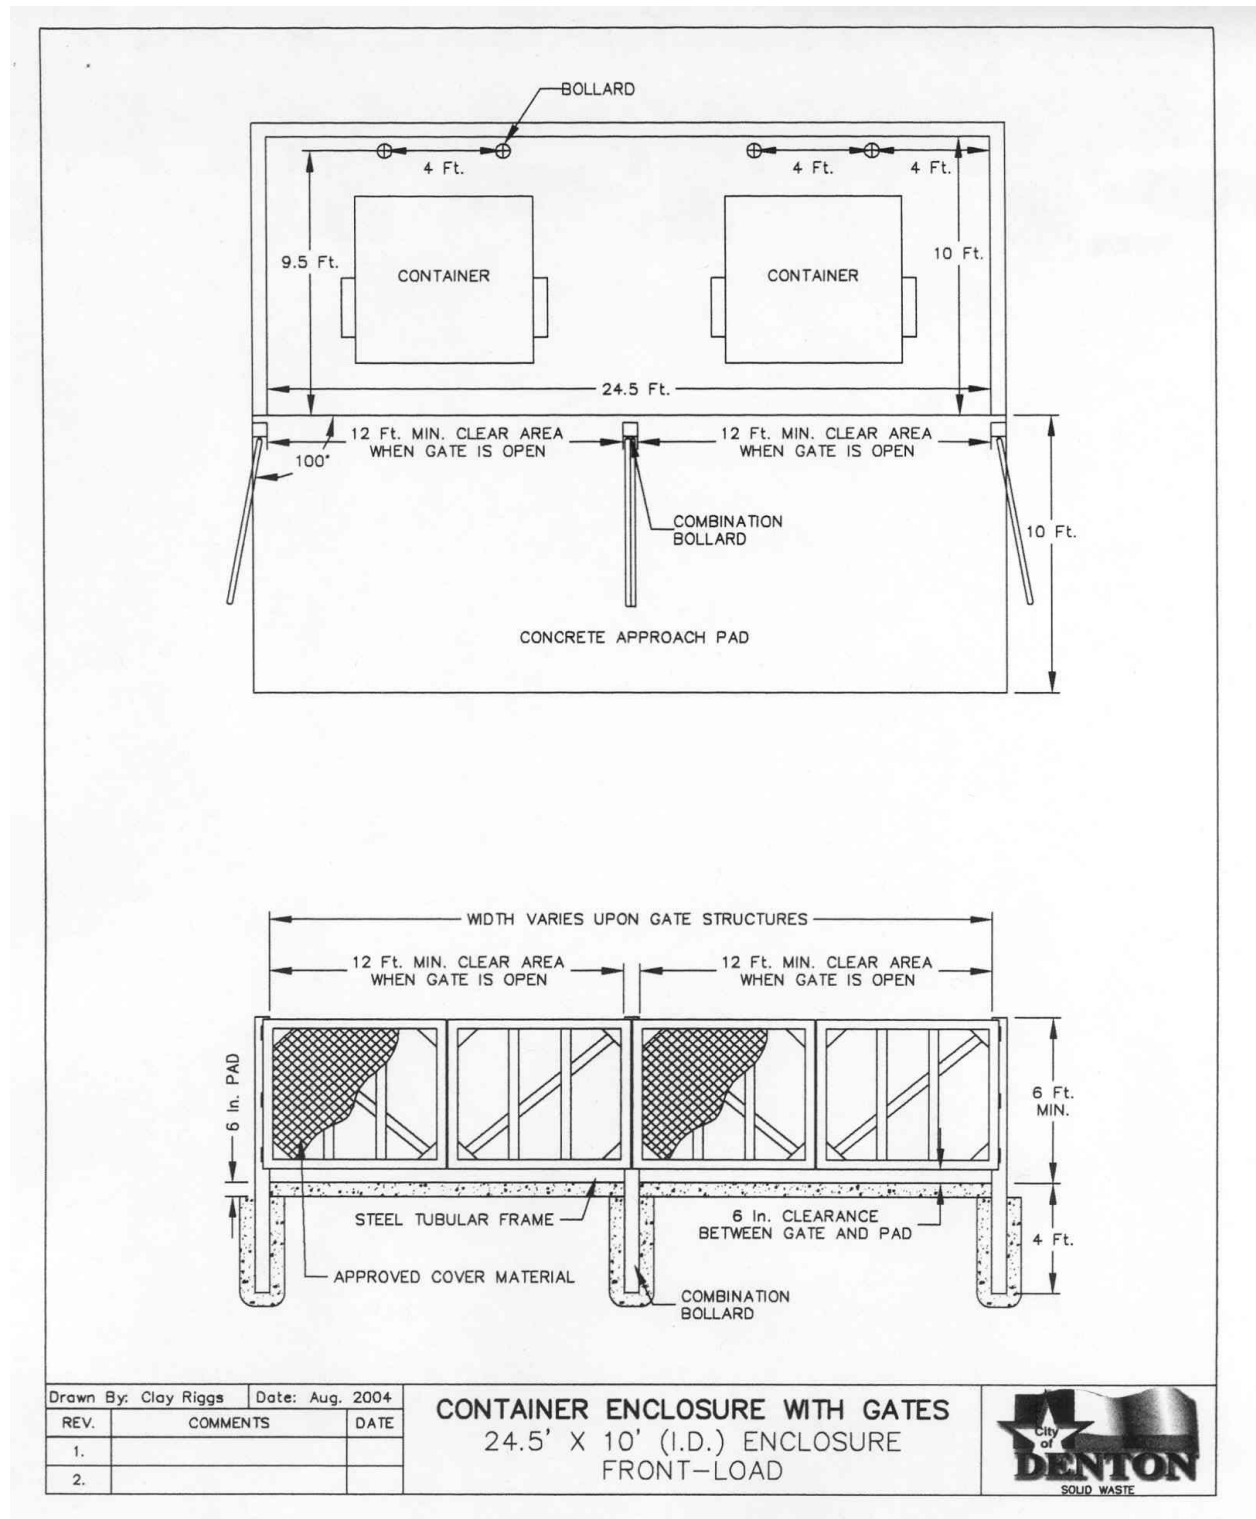 BOLLARD
4 Ft.
4 Ft.
4 Ft.
9.5 Ft.
CONTAINER
CONTAINER
10 Ft.
24.5 Ft.
12 Ft. MIN. CLEAR AREA
WHEN GATE IS OPEN
12 Ft. MIN. CLEAR AREA
WHEN GATE IS OPEN
100°
COMBINATION
BOLLARD
10 Ft.
CONCRETE APPROACH PAD
WIDTH VARIES UPON GATE STRUCTURES
12 Ft. MIN. CLEAR AREA
WHEN GATE IS OPEN
12 Ft. MIN. CLEAR AREA
WHEN GATE IS OPEN
6 In. PAD
6 Ft.
MIN.
STEEL TUBULAR FRAME
6 In. CLEARANCE
BETWEEN GATE AND PAD
4 Ft.
APPROVED COVER MATERIAL
COMBINATION
BOLLARD
Drawn By: Clay Riggs Date: Aug. 2004
REV. COMMENTS DATE
1.
2.
CONTAINER ENCLOSURE WITH GATES
24.5' X 10' (I.D.) ENCLOSURE
FRONT-LOAD
City
of
DENTON
SOLID WASTE